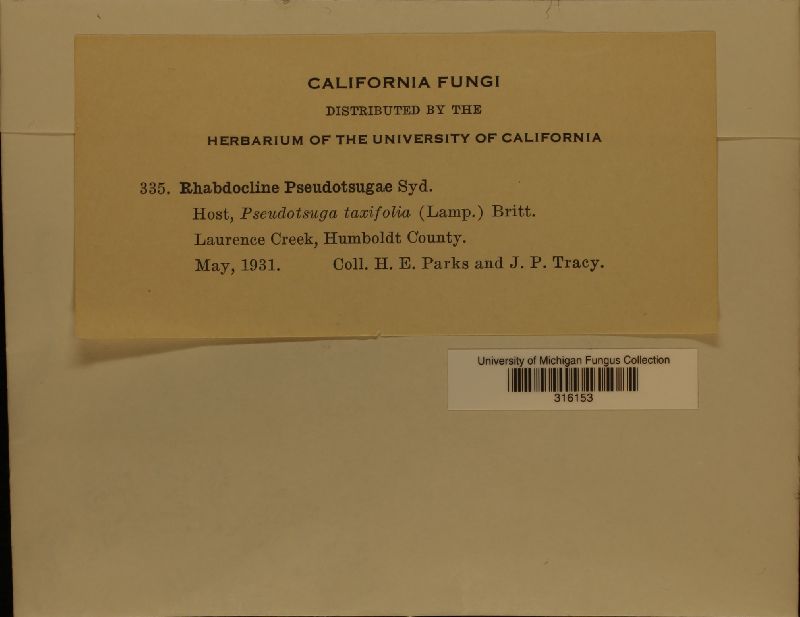 CALIFORNIA FUNGI
DISTRIBUTED BY THE
HERBARIUM OF THE UNIVERSITY OF CALIFORNIA
335. Rhabdocline Pseudotsugae Syd.
Host, Pseudotsuga taxifolia (Lamp.) Britt.
Laurence Creek, Humboldt County.
May, 1931. Coll. H. E. Parks and J. P. Tracy.
University of Michigan Fungus Collection
316153